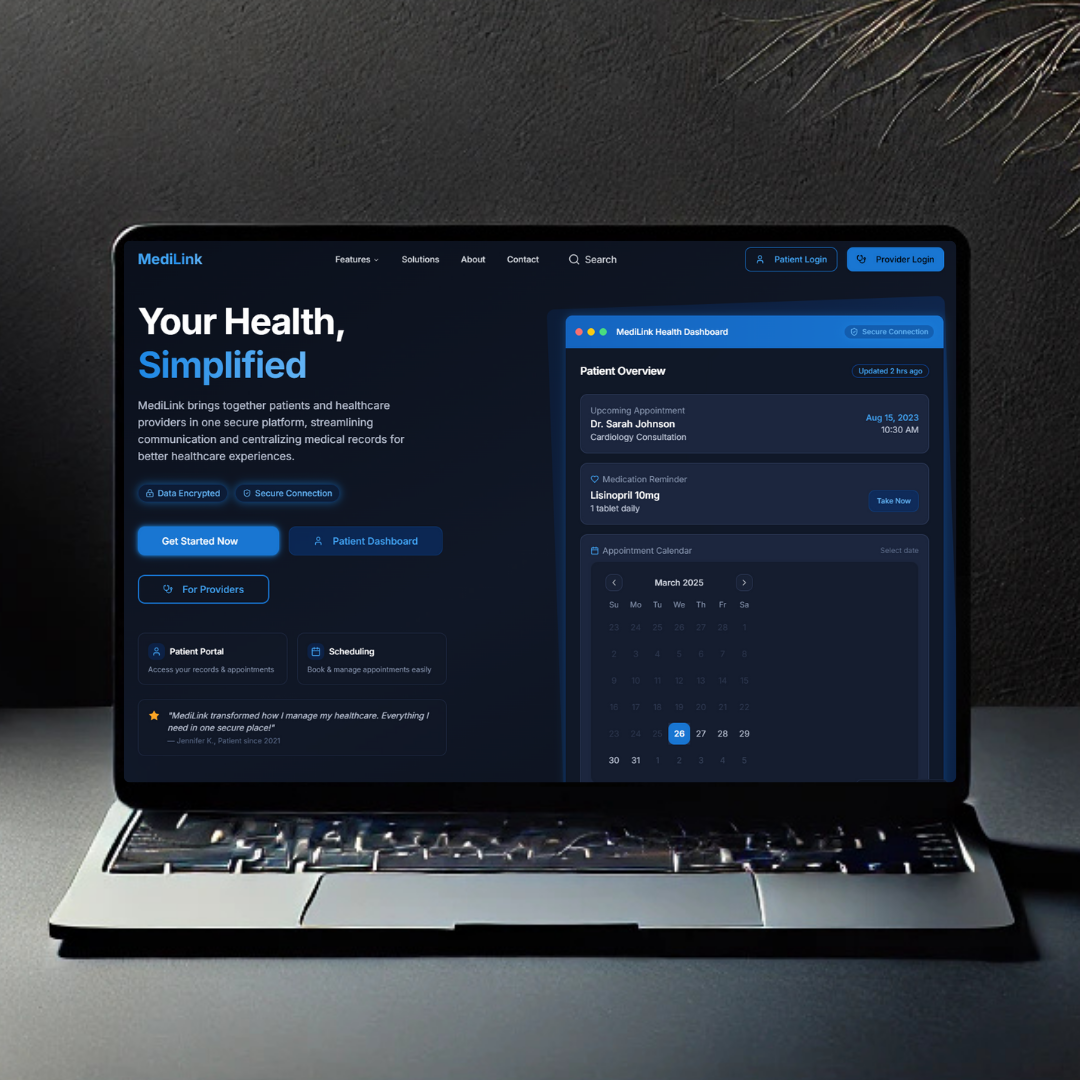 MediLink
Features
Solutions
About
Contact
Search
Patient Login
Provider Login
Your Health,
Simplified
MediLink brings together patients and healthcare
providers in one secure platform, streamlining
communication and centralizing medical records for
better healthcare experiences.
Data Encrypted
Secure Connection
Get Started Now
Patient Dashboard
For Providers
Patient Portal
Access your records & appointments
Scheduling
Book & manage appointments easily
"MediLink transformed how I manage my healthcare. Everything I
need in one secure place!"
— Jennifer K., Patient since 2021
MediLink Health Dashboard
Secure Connection
Patient Overview
Updated 2 hrs ago
Upcoming Appointment
Dr. Sarah Johnson
Cardiology Consultation
Aug 15, 2023
10:30 AM
Medication Reminder
Lisinopril 10mg
1 tablet daily
Take Now
Appointment Calendar
Select date
March 2025
Su Mo Tu We Th Fr Sa
23 24 25 26 27 28 1
2 3 4 5 6 7 8
9 10 11 12 13 14 15
16 17 18 19 20 21 22
23 24 25 26 27 28 29
30 31 1 2 3 4 5